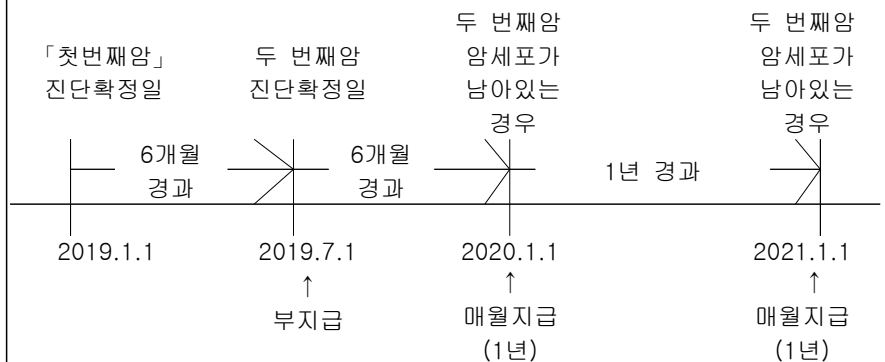 「첫번째암」
진단확정일
두 번째암
진단확정일
두 번째암
암세포가
남아있는
경우
두 번째암
암세포가
남아있는
경우
6개월
경과
6개월
경과
1년 경과
2019.1.1
2019.7.1
2020.1.1
2021.1.1
↑
부지급
↑
매월지급
(1년)
↑
매월지급
(1년)